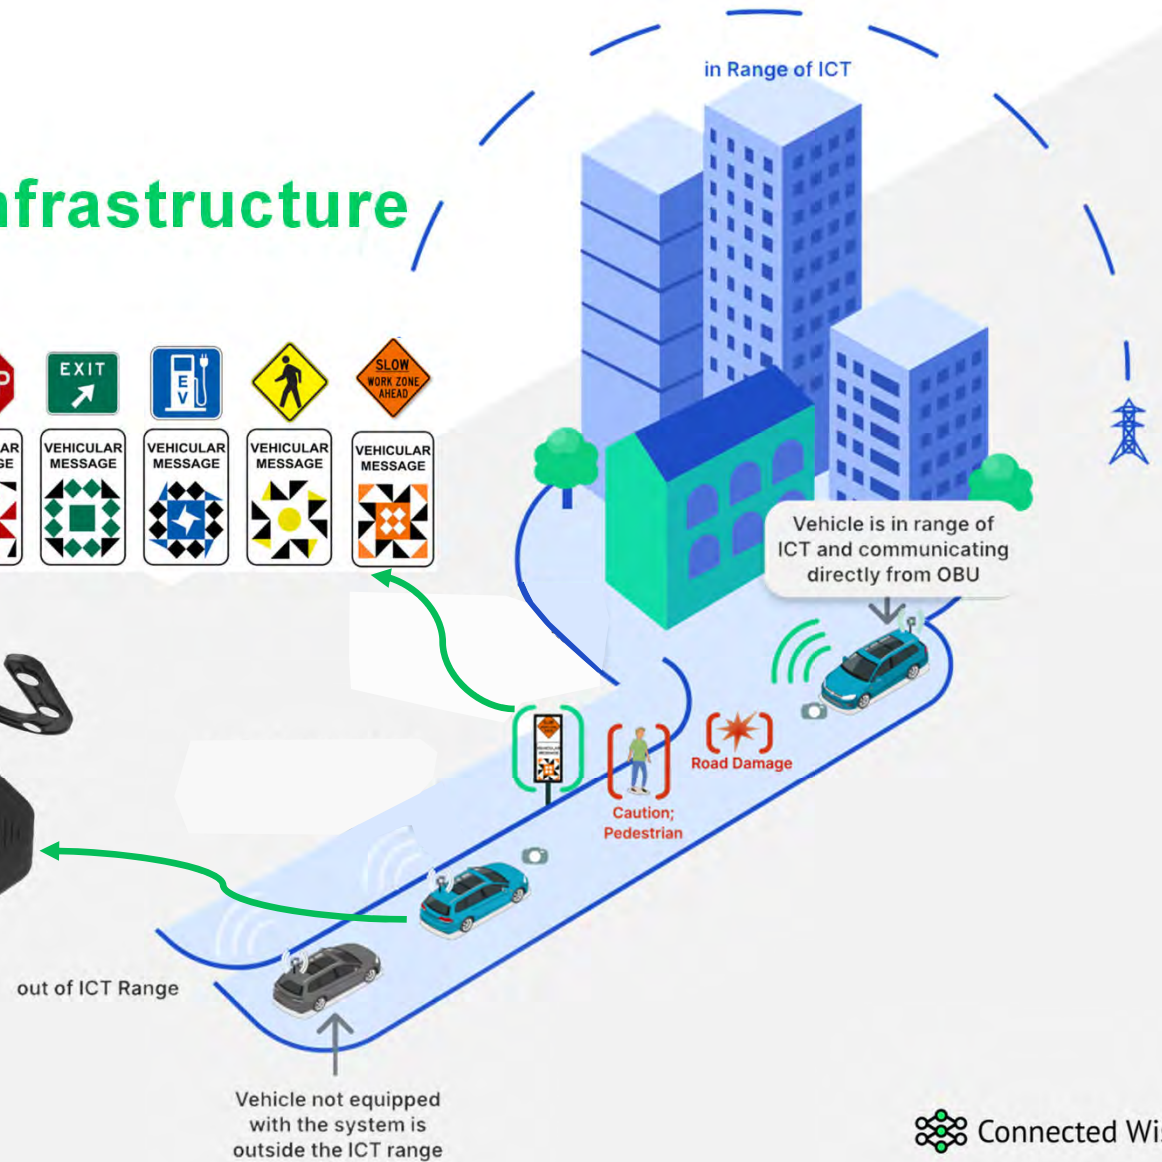 in Range of ICT
nfrastructure
EXIT
EV
SLOW
WORK ZONE
AHEAD
VEHICULAR
MESSAGE
VEHICULAR
MESSAGE
VEHICULAR
MESSAGE
VEHICULAR
MESSAGE
Vehicle is in range of
ICT and communicating
directly from OBU
Road Damage
Caution;
Pedestrian
out of ICT Range
Vehicle not equipped
with the system is
outside the ICT range
Connected Wis